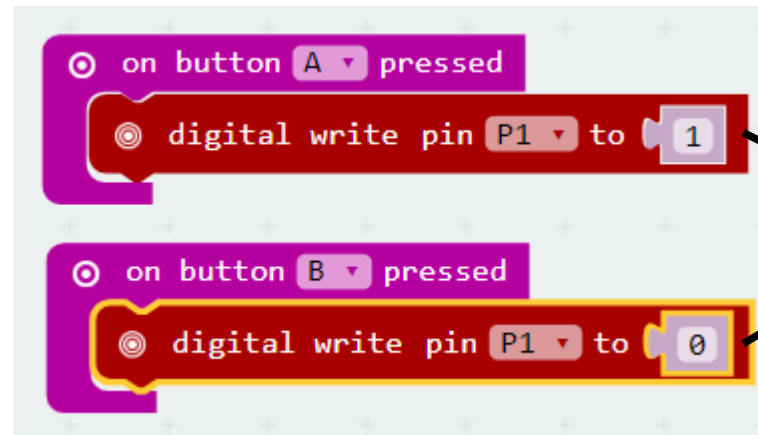 on button A pressed
digital write pin P1 to 1
on button B pressed
digital write pin P1 to 0